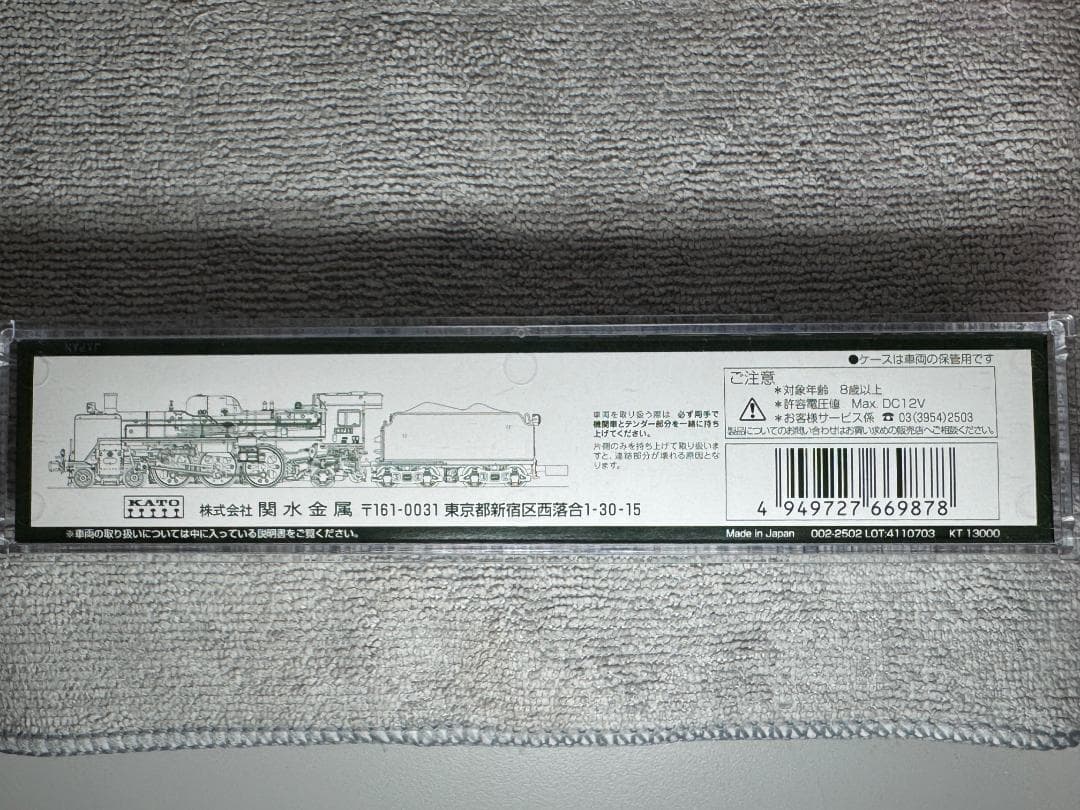 ●ケースは車両の保管用です
ご注意
＊対象年齢 8歳以上
＊許容電圧値 Max. DC12V
＊お客様サービス係 ☎ 03(3954)2503
製品についてのお問い合わせはお買い求めの販売店へご相談ください。
車両を取り扱う際は 必ず両手で
機関車とテンダー部分を一緒に持ち
上げてください。
片側のみを持ち上げて取り扱いま
すと、連結部分が壊れる原因とな
ります。
KATO
株式会社 関水金属 〒161-0031 東京都新宿区西落合1-30-15
4 949727 669878
※車両の取り扱いについては中に入っている説明書をご覧ください。
Made in Japan 002-2502 LOT:4110703 KT 13000